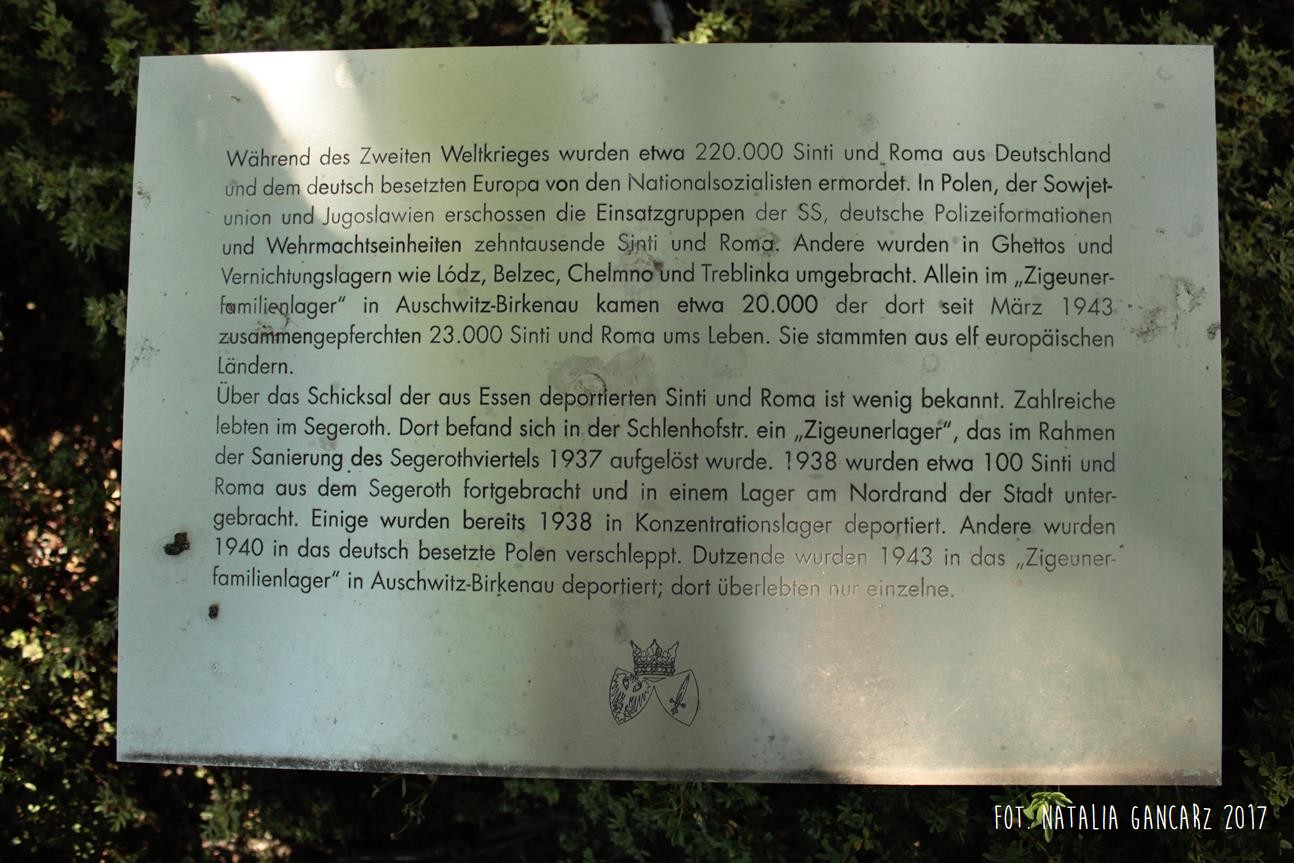 Während des Zweiten Weltkrieges wurden etwa 220.000 Sinti und Roma aus Deutschland
und dem deutsch besetzten Europa von den Nationalsozialisten ermordet. In Polen, der Sowjet-
union und Jugoslawien erschossen die Einsatzgruppen der SS, deutsche Polizeiformationen
und Wehrmachtseinheiten zehntausende Sinti und Roma. Andere wurden in Ghettos und
Vernichtungslagern wie Lódz, Belzec, Chelmno und Treblinka umgebracht. Allein im „Zigeuner-
familienlager“ in Auschwitz-Birkenau kamen etwa 20.000 der dort seit März 1943
zusammengepferchten 23.000 Sinti und Roma ums Leben. Sie stammten aus elf europäischen
Ländern.
Über das Schicksal der aus Essen deportierten Sinti und Roma ist wenig bekannt. Zahlreiche
lebten im Segeroth. Dort befand sich in der Schlenhofstr. ein „Zigeunerlager“, das im Rahmen
der Sanierung des Segerothviertels 1937 aufgelöst wurde. 1938 wurden etwa 100 Sinti und
Roma aus dem Segeroth fortgebracht und in einem Lager am Nordrand der Stadt unter-
gebracht. Einige wurden bereits 1938 in Konzentrationslager deportiert. Andere wurden
1940 in das deutsch besetzte Polen verschleppt. Dutzende wurden 1943 in das „Zigeuner-
familienlager“ in Auschwitz-Birkenau deportiert; dort überlebten nur einzelne.
FOT. NATALIA GANCARZ 2017